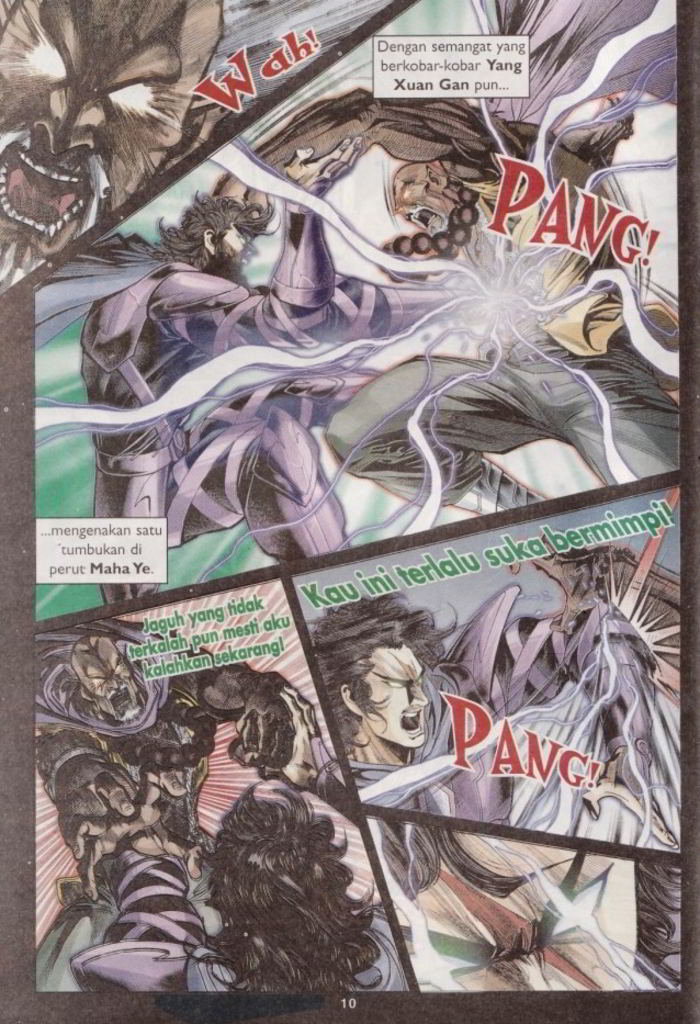 Wah!
Dengan semangat yang
berkobar-kobar Yang
Xuan Gan pun...
PANG!
...mengenakan satu
tumbukan di
perut Maha Ye.
Kau ini terlalu suka bermimpi!
Jaguh yang tidak
terkalah pun mesti aku
kalahkan sekarang!
PANG!
10